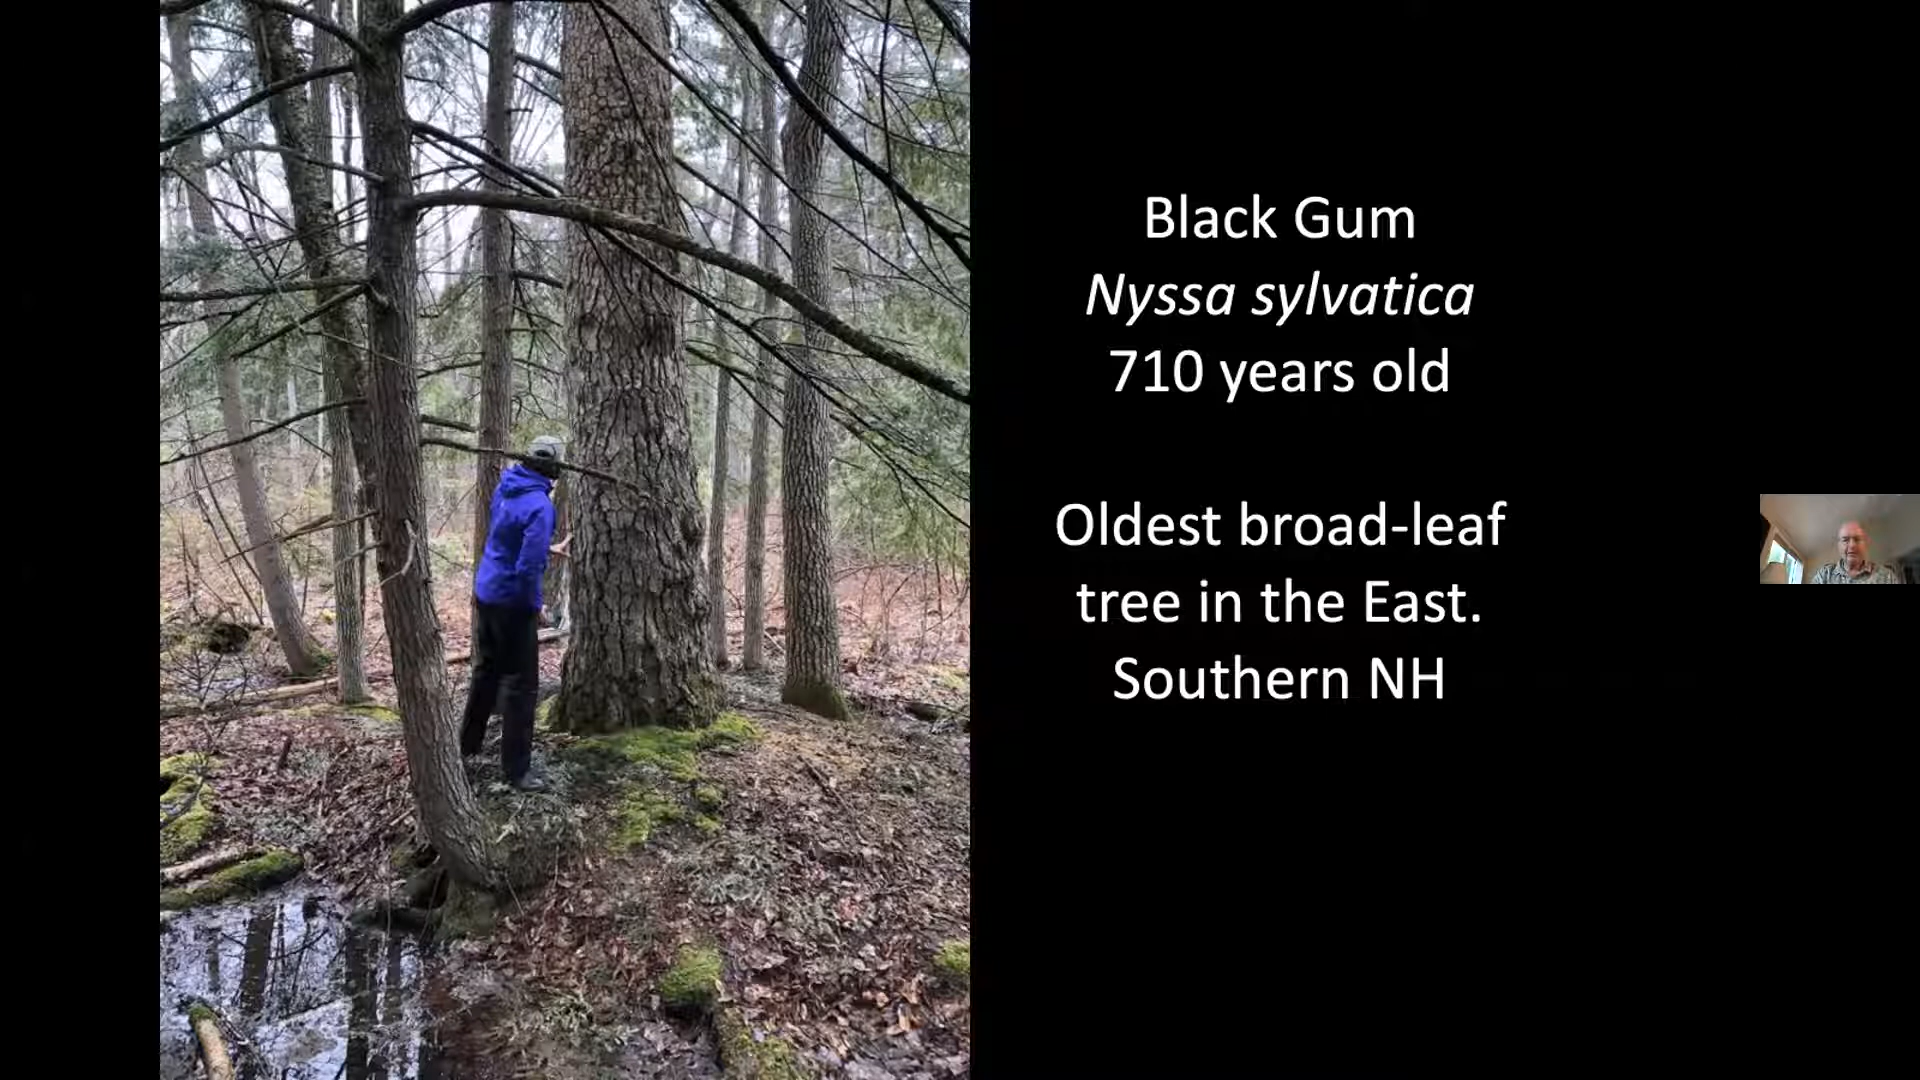 Black Gum
Nyssa sylvatica
710 years old
Oldest broad-leaf
tree in the East.
Southern NH